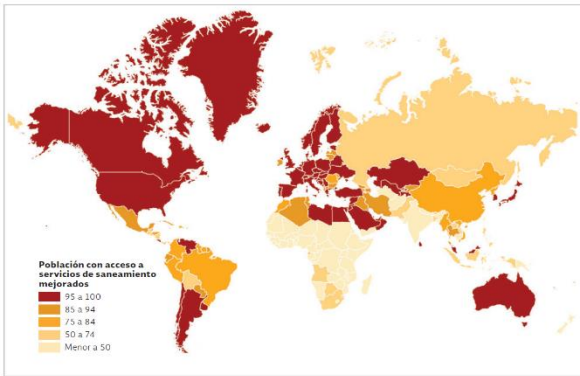 Población con acceso a
servicios de saneamiento
mejorados
95 a 100
85 a 94
75 a 84
50 a 74
Menor a 50